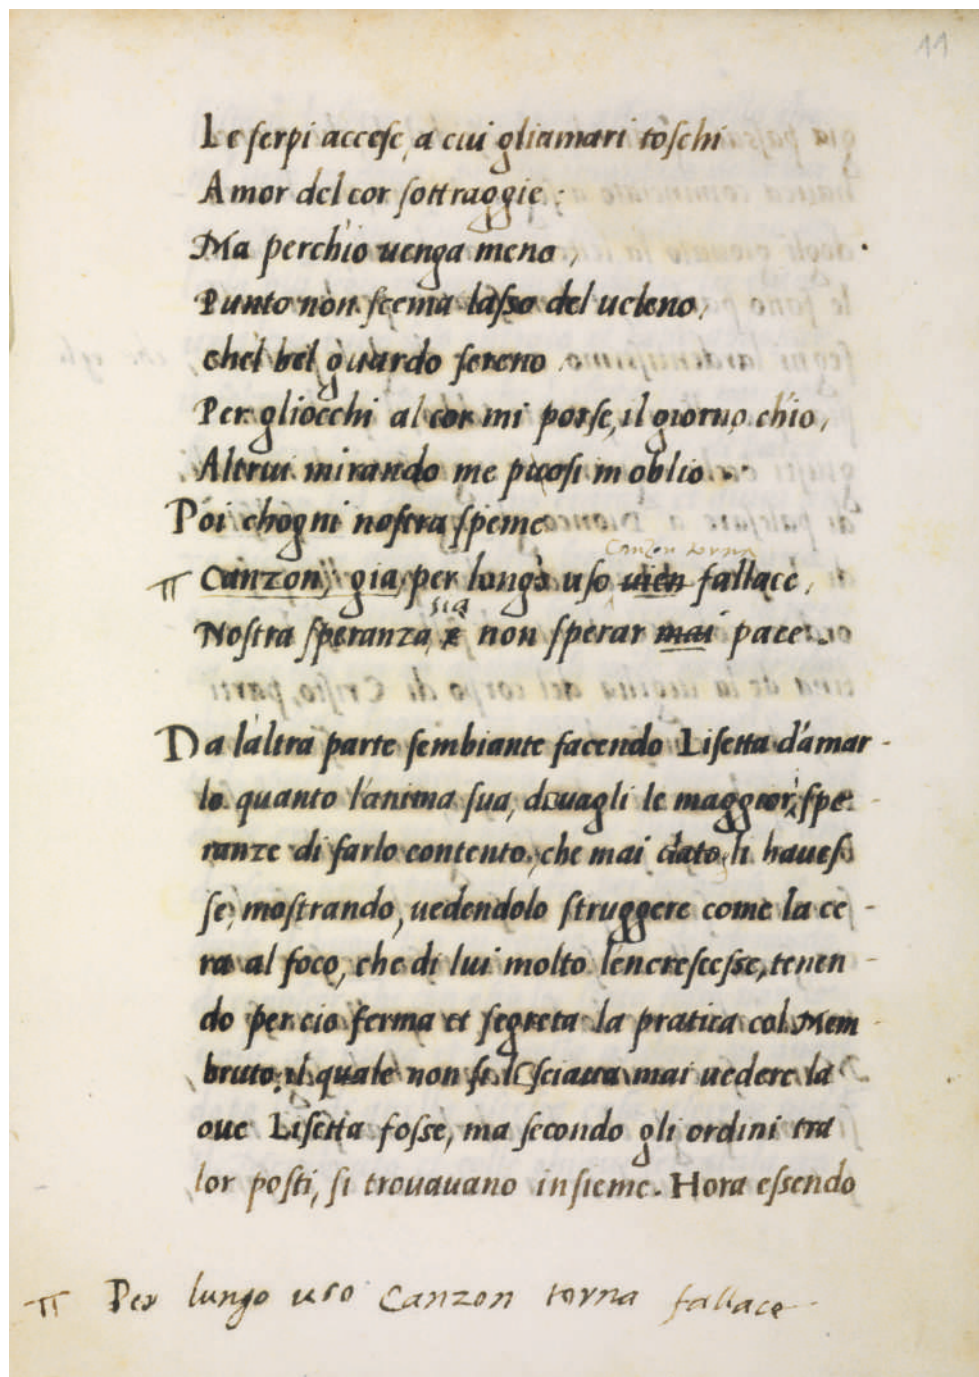 11
Le serpi accese, a cui gliamari toschi
Amor del cor sottraggie :
Ma perch'io uenga meno,
Punto non scema lasso del ueleno,
chel bel guardo sereno
Per gliocchi al cor mi porse, il giorno, ch'io,
Altrui mirando me puosi in oblio.
Poi ch'ogni nostra speme
Canzon torna
π Canzon, gia per longo uso uien fallace,
sia
Nostra speranza, è non sperar mai pace.
Da l'altra parte sembiante facendo Lisetta d'amar-
lo quanto l'anima sua, dauagli le maggior, spe-
ranze di farlo contento, che mai dato li haues
se, mostrando, uedendolo struggere come la ce-
ra al foco, che di lui molto l'encrescesse, tenen-
do per cio ferma et segreta la pratica col Mem
bruto, il quale non si lasciaua mai uedere la
oue Lisetta fosse, ma secondo gli ordini tra
lor posti, si trouauano insieme. Hora essendo
π Per lungo uso Canzon torna fallace